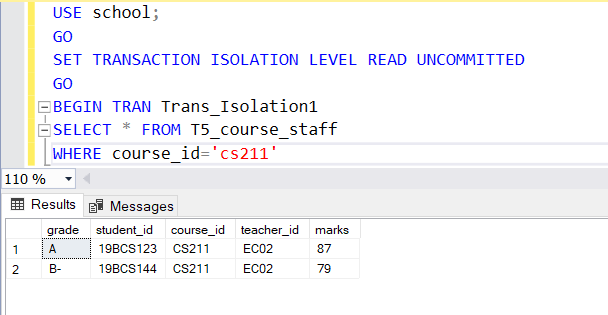 USE school;
GO
SET TRANSACTION ISOLATION LEVEL READ UNCOMMITTED
GO
BEGIN TRAN Trans_Isolation1
SELECT * FROM T5_course_staff
WHERE course_id='cs211'
110 %
Results Messages
grade student_id course_id teacher_id marks
1 A 19BCS123 CS211 EC02 87
2 B- 19BCS144 CS211 EC02 79